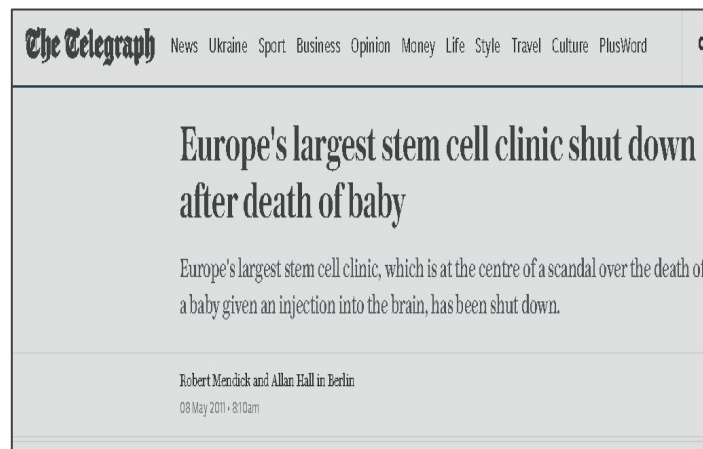 The Telegraph News Ukraine Sport Business Opinion Money Life Style Travel Culture PlusWord
Europe's largest stem cell clinic shut down
after death of baby
Europe's largest stem cell clinic, which is at the centre of a scandal over the death of
a baby given an injection into the brain, has been shut down.
Robert Mendick and Allan Hall in Berlin
08 May 2011 • 8:10am